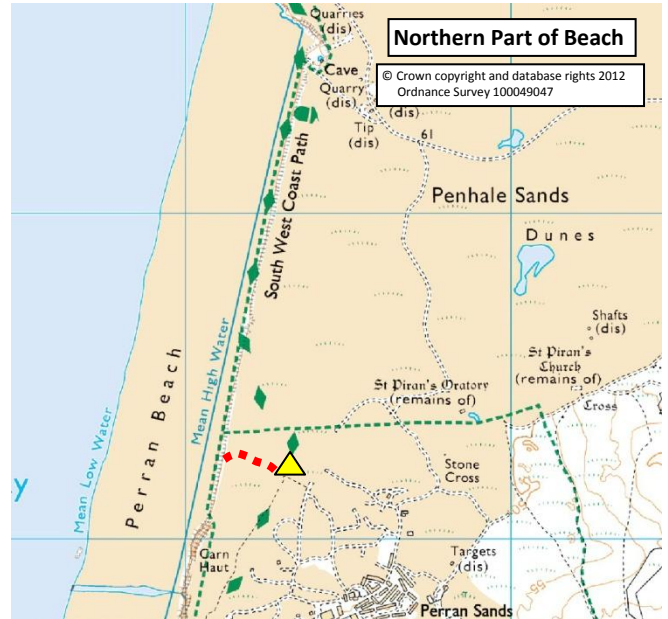 Quarries
(dis)
Northern Part of Beach
© Crown copyright and database rights 2012
Ordnance Survey 100049047
Cave
Quarry
(dis)
(dis)
Tip
(dis)
61
South West Coast Path
Penhale Sands
Dunes
Mean High Water
Shafts
(dis)
St Piran's
Church
(remains of)
St Piran's Oratory
(remains of)
Cross
Perran Beach
Mean Low Water
Stone
Cross
y
50
55
Carn
Haut
Targets
(dis)
Perran Sands